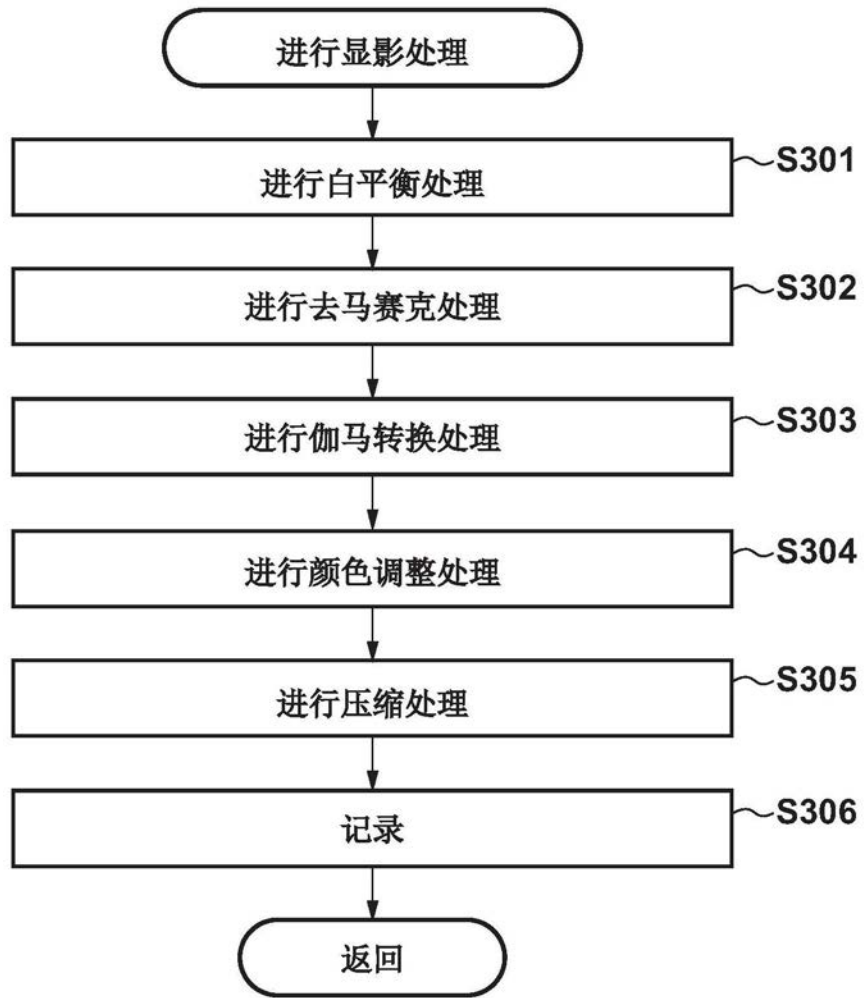 进行显影处理
进行白平衡处理
S301
进行去马赛克处理
S302
进行伽马转换处理
S303
进行颜色调整处理
S304
进行压缩处理
S305
记录
S306
返回